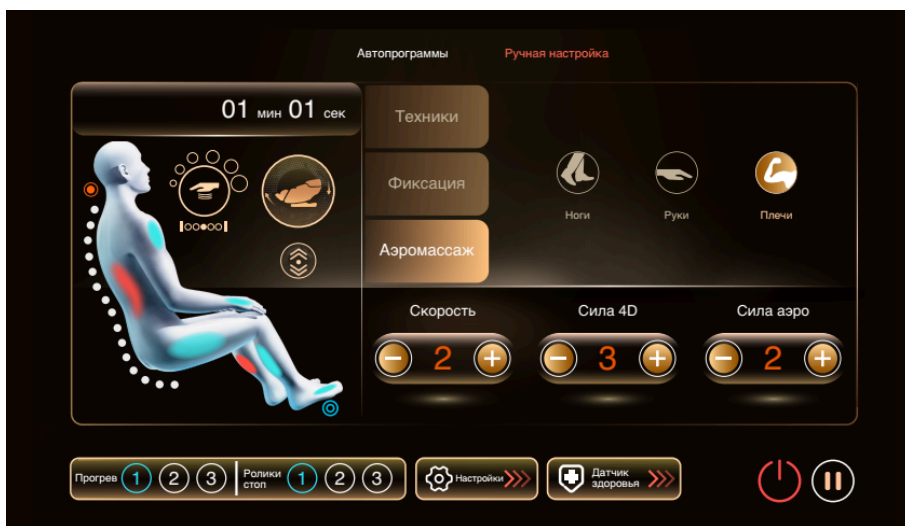 Автопрограммы Ручная настройка
01 мин 01 сек
Техники
Фиксация
Аэромассаж
Ноги Руки Плечи
Скорость Сила 4D Сила аэро
2 3 2
Прогрев 1 2 3
Ролики
стоп 1 2 3
Настройки
Датчик
здоровья